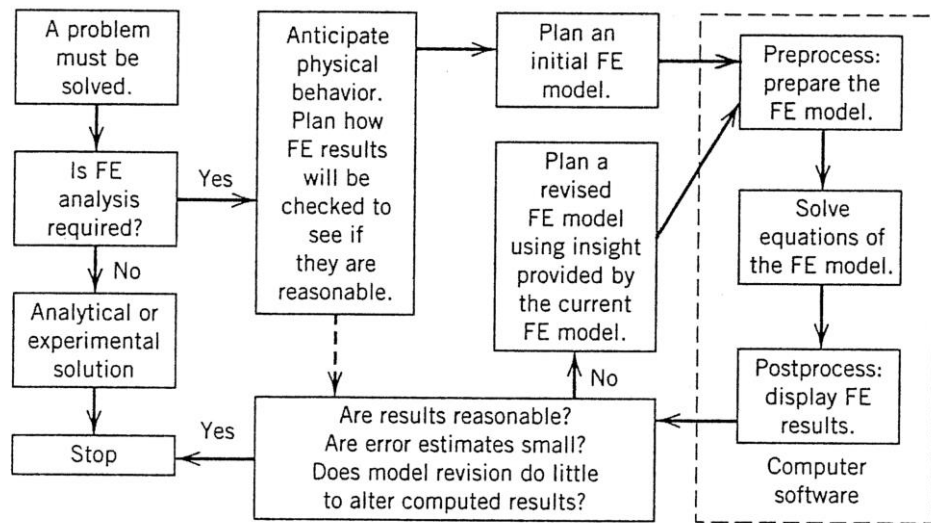 A problem
must be
solved.
Is FE
analysis
required?
Yes
No
Analytical or
experimental
solution
Stop
Anticipate
physical
behavior.
Plan how
FE results
will be
checked to
see if
they are
reasonable.
Plan an
initial FE
model.
Plan a
revised
FE model
using insight
provided by
the current
FE model.
No
Preprocess:
prepare the
FE model.
Solve
equations of
the FE model.
Postprocess:
display FE
results.
Computer
software
Are results reasonable?
Are error estimates small?
Does model revision do little
to alter computed results?
Yes